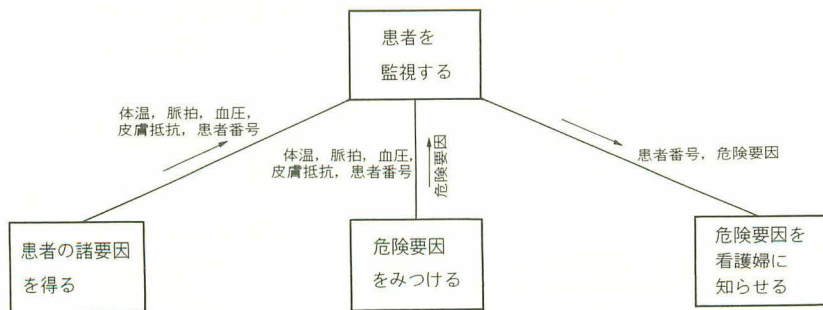 患者を
監視する
体温，脈拍，血圧，
皮膚抵抗，患者番号
体温，脈拍，血圧，
皮膚抵抗，患者番号
危険要因
患者番号，危険要因
患者の諸要因
を得る
危険要因
をみつける
危険要因を
看護婦に
知らせる